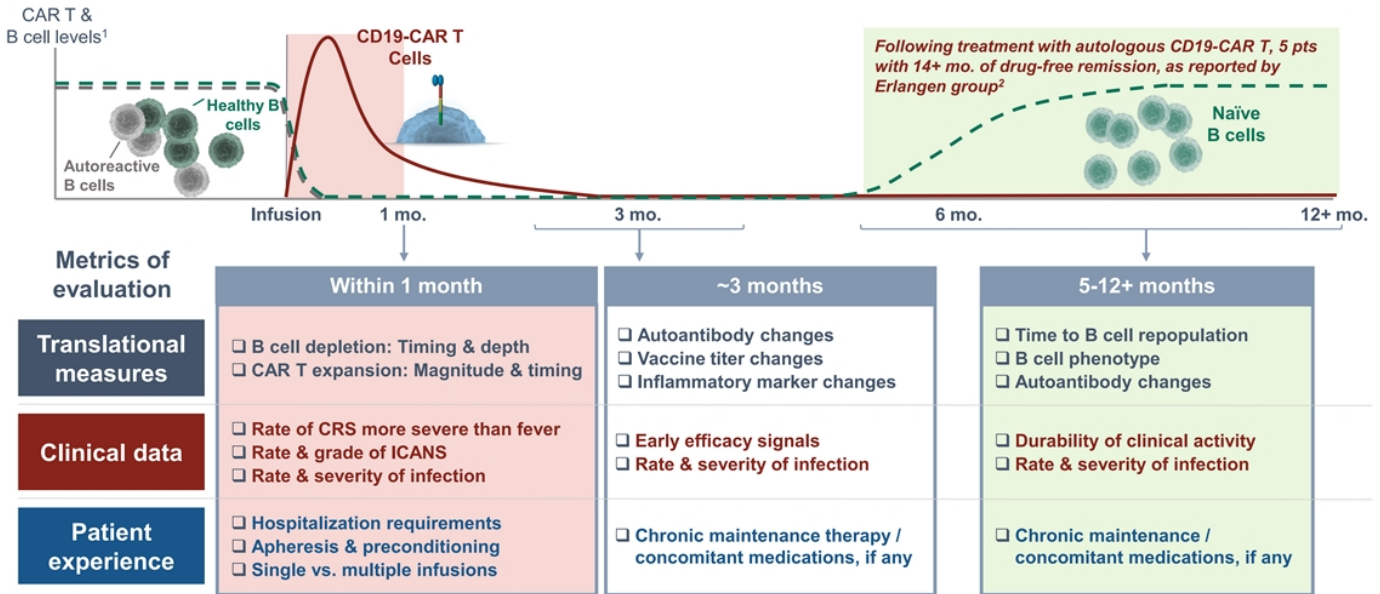 CAR T &
B cell levels¹
CD19-CAR T
Cells
Following treatment with autologous CD19-CAR T, 5 pts
with 14+ mo. of drug-free remission, as reported by
Erlangen group²
Healthy B
cells
Autoreactive
B cells
Naïve
B cells
Infusion
1 mo.
3 mo.
6 mo.
12+ mo.
Metrics of
evaluation
Within 1 month
~3 months
5-12+ months
Translational
measures
❑ B cell depletion: Timing & depth
❑ CAR T expansion: Magnitude & timing
❑ Autoantibody changes
❑ Vaccine titer changes
❑ Inflammatory marker changes
❑ Time to B cell repopulation
❑ B cell phenotype
❑ Autoantibody changes
Clinical data
❑ Rate of CRS more severe than fever
❑ Rate & grade of ICANS
❑ Rate & severity of infection
❑ Early efficacy signals
❑ Rate & severity of infection
❑ Durability of clinical activity
❑ Rate & severity of infection
Patient
experience
❑ Hospitalization requirements
❑ Apheresis & preconditioning
❑ Single vs. multiple infusions
❑ Chronic maintenance therapy /
concomitant medications, if any
❑ Chronic maintenance /
concomitant medications, if any